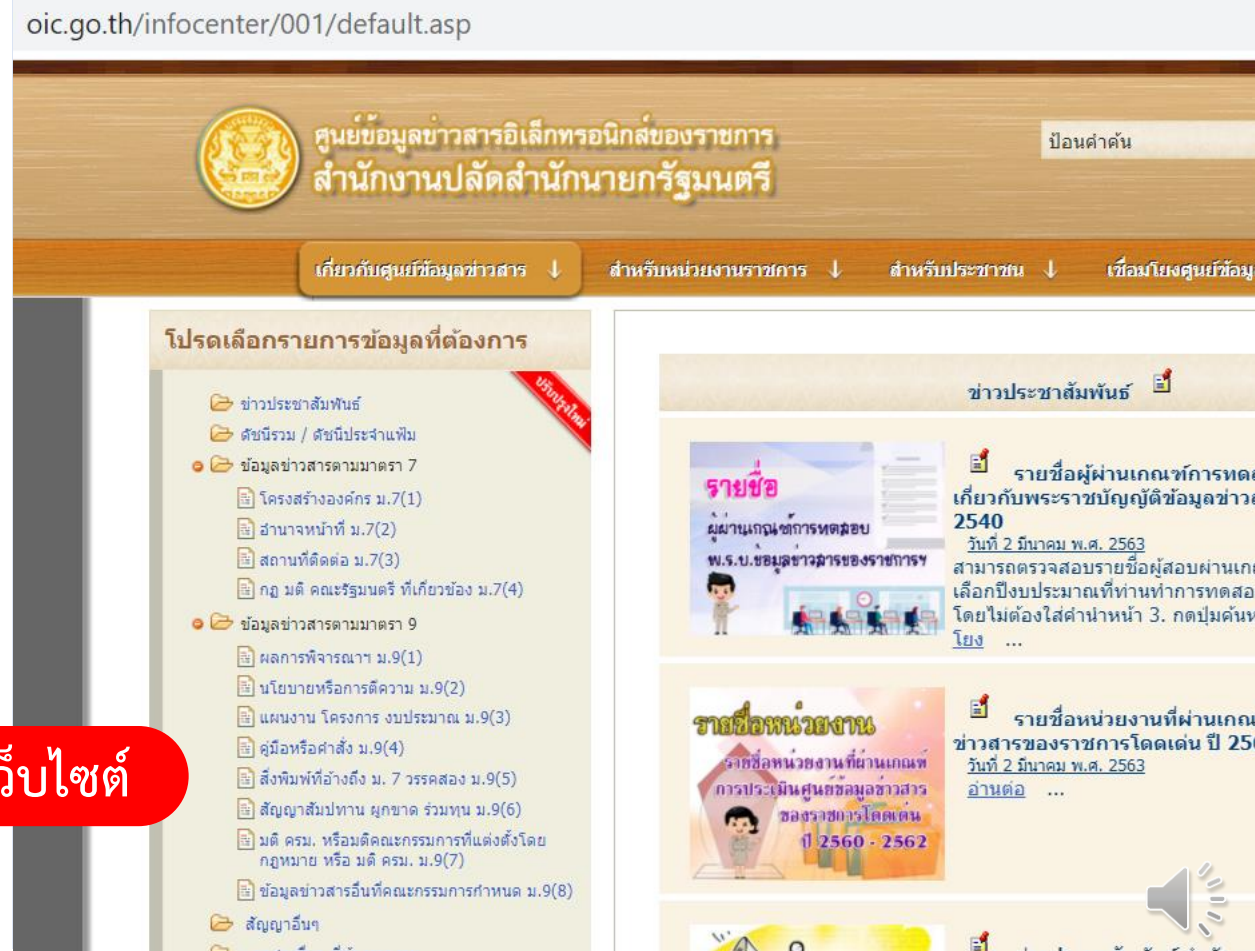 oic.go.th/infocenter/001/default.asp
ศูนย์ข้อมูลข่าวสารอิเล็กทรอนิกส์ของราชการ
สำนักงานปลัดสำนักนายกรัฐมนตรี
ป้อนคำค้น
เกี่ยวกับศูนย์ข้อมูลข่าวสาร ↓
สำหรับหน่วยงานราชการ ↓
สำหรับประชาชน ↓
เชื่อมโยงศูนย์ข้อมู
โปรดเลือกรายการข้อมูลที่ต้องการ
ปรับปรุงใหม่
ข่าวประชาสัมพันธ์
ดัชนีรวม / ดัชนีประจำแฟ้ม
ข้อมูลข่าวสารตามมาตรา 7
โครงสร้างองค์กร ม.7(1)
อำนาจหน้าที่ ม.7(2)
สถานที่ติดต่อ ม.7(3)
กฎ มติ คณะรัฐมนตรี ที่เกี่ยวข้อง ม.7(4)
ข้อมูลข่าวสารตามมาตรา 9
ผลการพิจารณาฯ ม.9(1)
นโยบายหรือการตีความ ม.9(2)
แผนงาน โครงการ งบประมาณ ม.9(3)
คู่มือหรือคำสั่ง ม.9(4)
สิ่งพิมพ์ที่อ้างถึง ม. 7 วรรคสอง ม.9(5)
สัญญาสัมปทาน ผูกขาด ร่วมทุน ม.9(6)
มติ ครม. หรือมติคณะกรรมการที่แต่งตั้งโดย
กฎหมาย หรือ มติ ครม. ม.9(7)
ข้อมูลข่าวสารอื่นที่คณะกรรมการกำหนด ม.9(8)
สัญญาอื่นๆ
ว็บไซต์
ข่าวประชาสัมพันธ์
รายชื่อ
ผู้ผ่านเกณฑ์การทดสอบ
พ.ร.บ.ข้อมูลข่าวสารของราชการฯ
รายชื่อผู้ผ่านเกณฑ์การทดส
เกี่ยวกับพระราชบัญญัติข้อมูลข่าวส
2540
วันที่ 2 มีนาคม พ.ศ. 2563
สามารถตรวจสอบรายชื่อผู้สอบผ่านเกย
เลือกปีงบประมาณที่ท่านทำการทดสอ
โดยไม่ต้องใส่คำนำหน้า 3. กดปุ่มค้นห
โยง ...
รายชื่อหน่วยงาน
รายชื่อหน่วยงานที่ผ่านเกณฑ์
การประเมินศูนย์ข้อมูลข่าวสาร
ของราชการโดดเด่น
ปี 2560 - 2562
รายชื่อหน่วยงานที่ผ่านเกณ
ข่าวสารของราชการโดดเด่น ปี 256
วันที่ 2 มีนาคม พ.ศ. 2563
อ่านต่อ ...